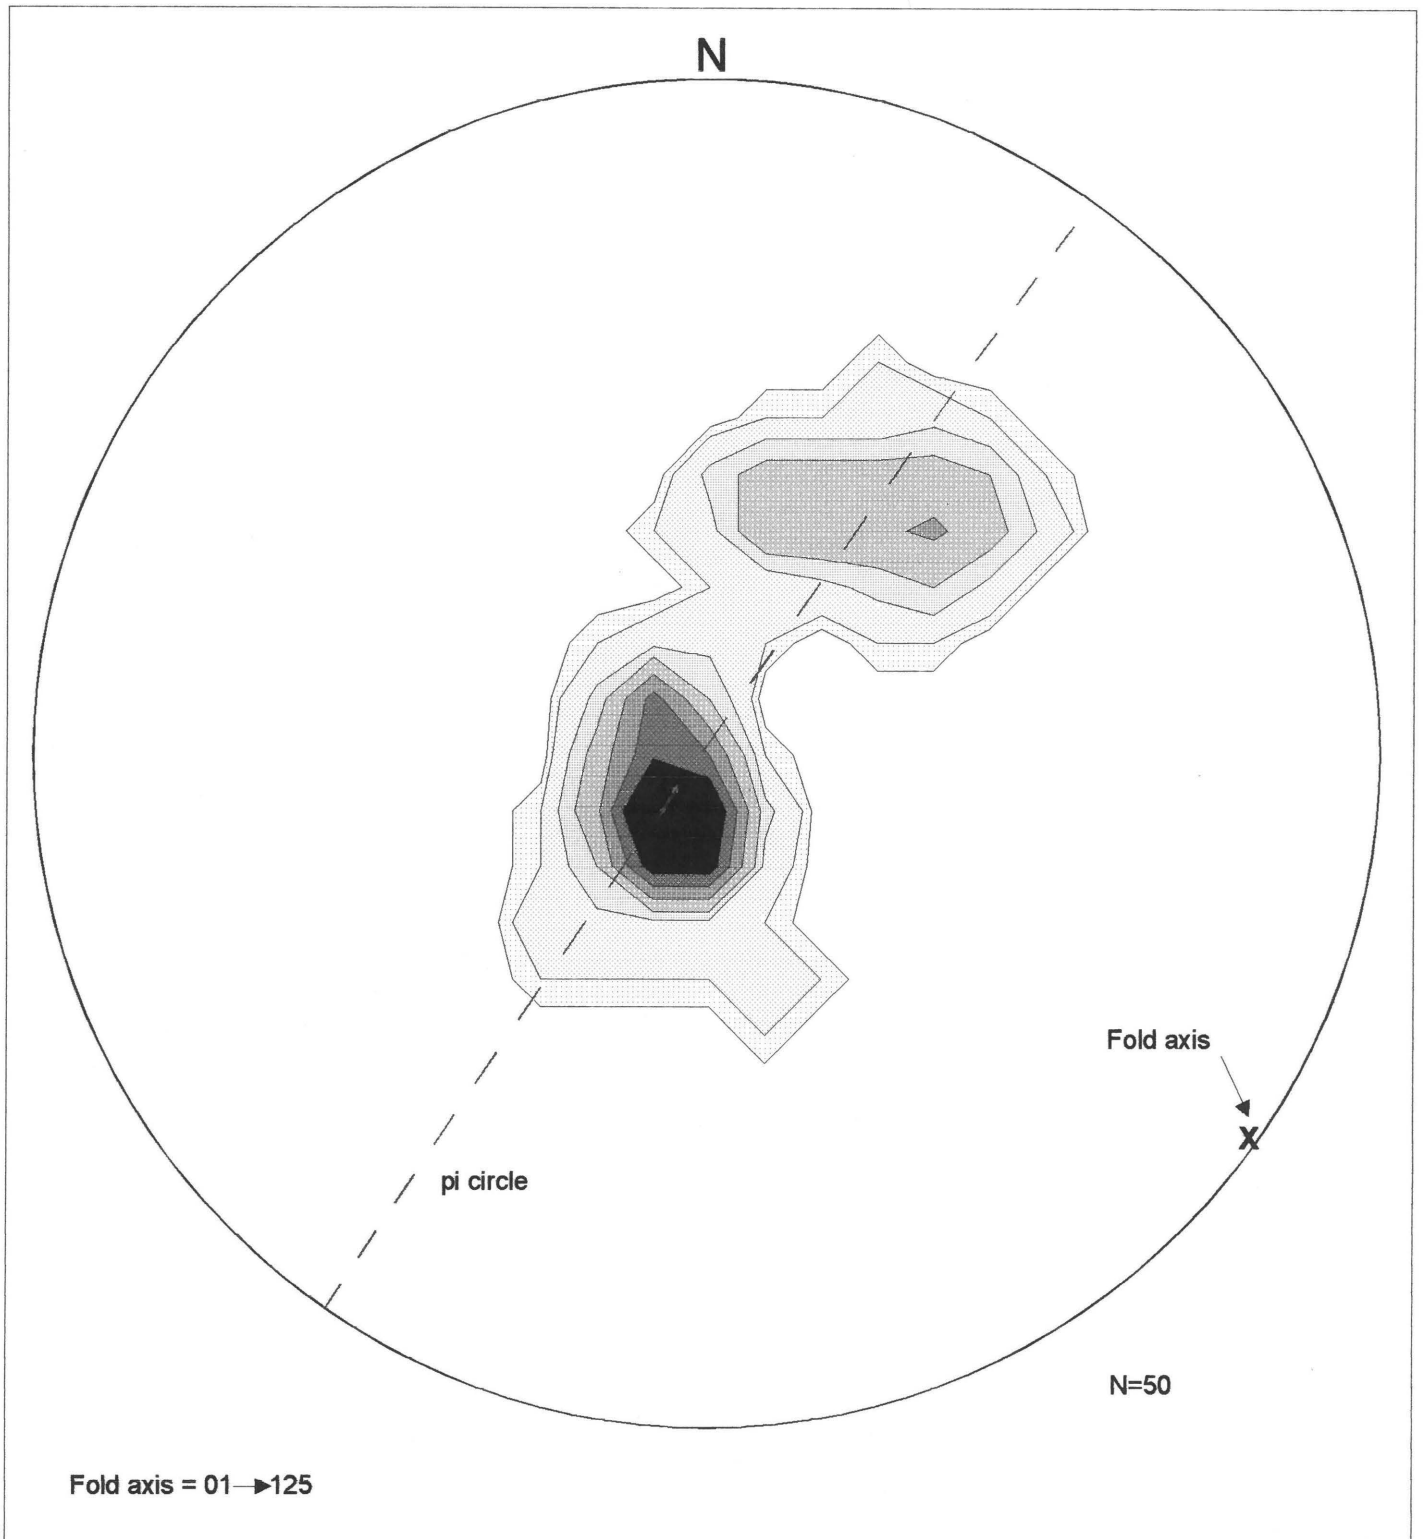 N
Fold axis
X
pi circle
N=50
Fold axis = 01→125